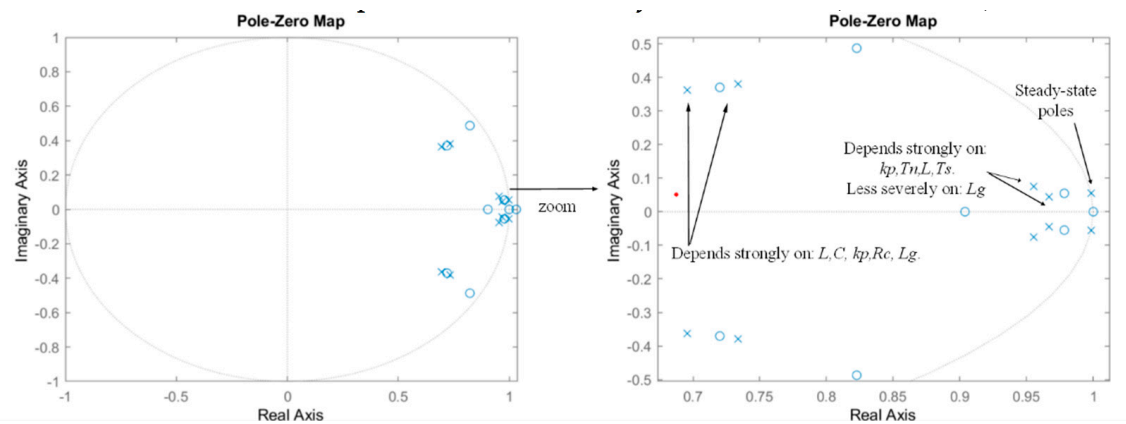 Pole-Zero Map
1
0.8
0.6
0.4
0.2
0
-0.2
-0.4
-0.6
-0.8
-1
-1
-0.5
0
0.5
1
Imaginary Axis
Real Axis
zoom
Pole-Zero Map
0.5
0.4
0.3
0.2
0.1
0
-0.1
-0.2
-0.3
-0.4
-0.5
0.7
0.75
0.8
0.85
0.9
0.95
1
Imaginary Axis
Real Axis
Steady-state
poles
Depends strongly on:
kp,Tn,L,Ts.
Less severely on: Lg
Depends strongly on: L,C, kp,Rc, Lg.